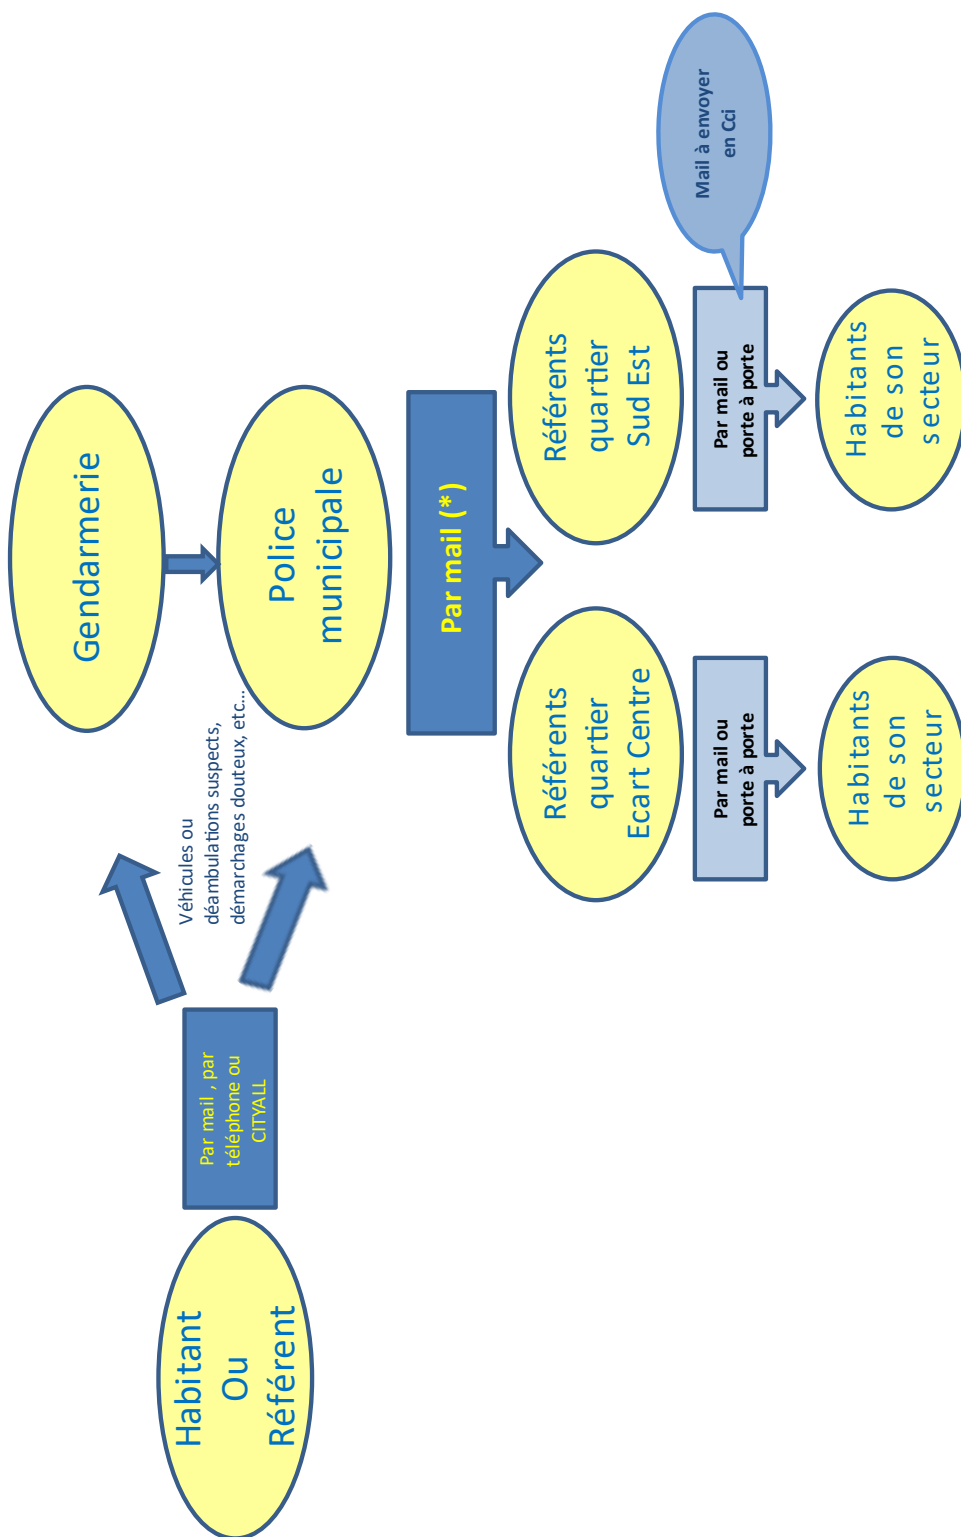 Habitant
Ou
Référent
Par mail , par
téléphone ou
CITYALL
Véhicules ou
déambulations suspects,
démarchages douteux, etc...
Gendarmerie
Police
municipale
Par mail (*)
Référents
quartier
Ecart Centre
Référents
quartier
Sud Est
Par mail ou
porte à porte
Par mail ou
porte à porte
Mail à envoyer
en Cci
Habitants
de son
secteur
Habitants
de son
secteur